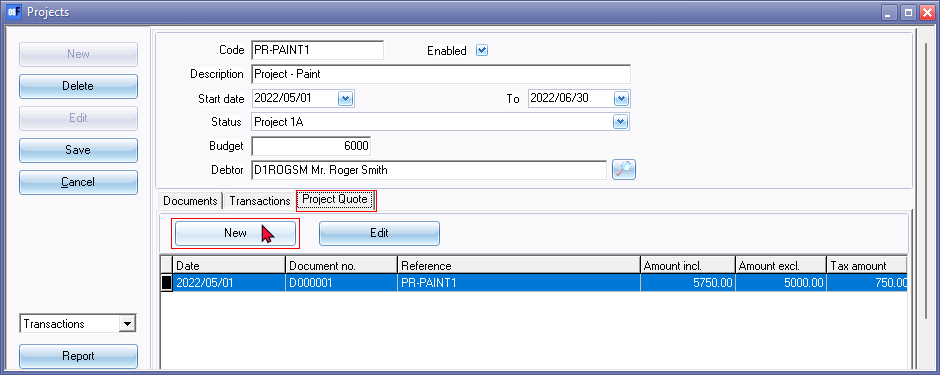 Projects
New
Delete
Edit
Save
Cancel
Transactions
Report
Code PR-PAINT1 Enabled
Description Project - Paint
Start date 2022/05/01 To 2022/06/30
Status Project 1A
Budget 6000
Debtor D1ROGSM Mr. Roger Smith
Documents Transactions Project Quote
New Edit
Date Document no. Reference Amount incl. Amount excl. Tax amount
2022/05/01 D000001 PR-PAINT1 5750.00 5000.00 750.00